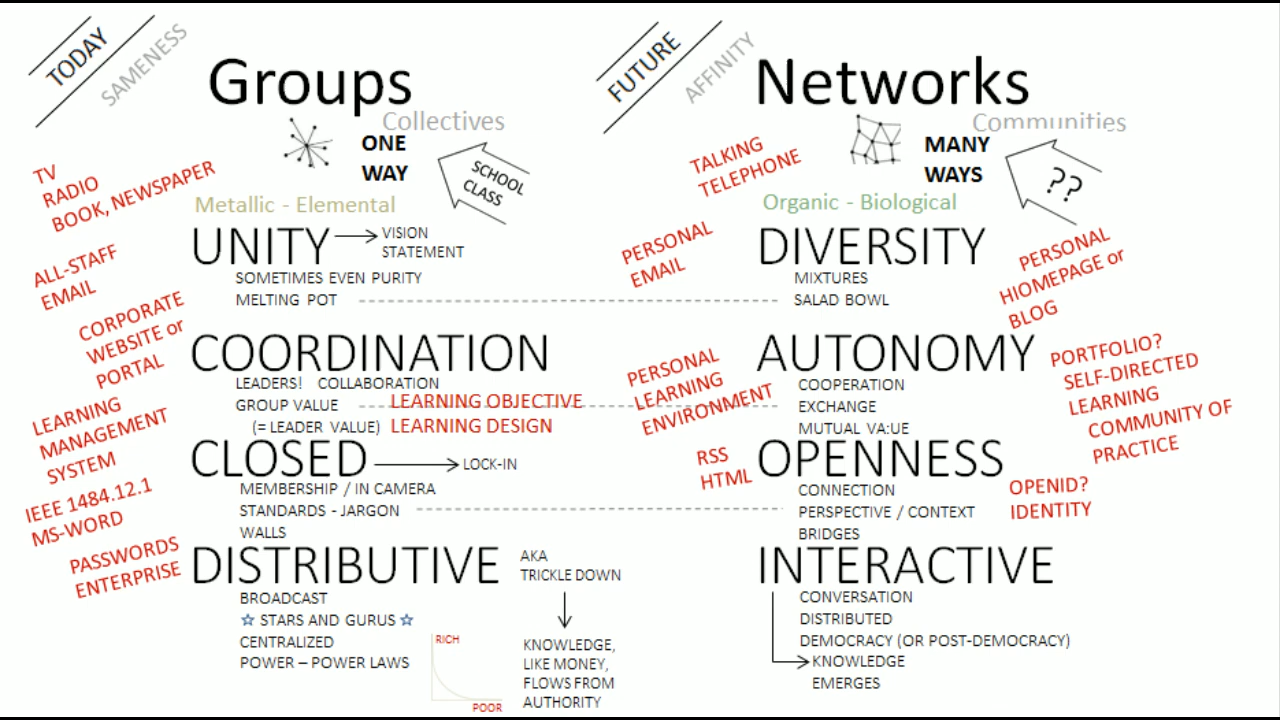 TODAY
SAMENESS
Groups
Collectives
ONE
WAY
SCHOOL
CLASS
TV
RADIO
BOOK, NEWSPAPER
Metallic - Elemental
UNITY
VISION
STATEMENT
SOMETIMES EVEN PURITY
MELTING POT
ALL-STAFF
EMAIL
CORPORATE
WEBSITE or
PORTAL
COORDINATION
LEADERS! COLLABORATION
GROUP VALUE
(= LEADER VALUE)
LEARNING OBJECTIVE
LEARNING DESIGN
LEARNING
MANAGEMENT
SYSTEM
CLOSED
LOCK-IN
MEMBERSHIP / IN CAMERA
STANDARDS - JARGON
WALLS
IEEE 1484.12.1
MS-WORD
PASSWORDS
ENTERPRISE
DISTRIBUTIVE
AKA
TRICKLE DOWN
BROADCAST
☆ STARS AND GURUS ☆
CENTRALIZED
POWER – POWER LAWS
RICH
POOR
KNOWLEDGE,
LIKE MONEY,
FLOWS FROM
AUTHORITY
FUTURE
AFFINITY
Networks
Communities
MANY
WAYS
??
TALKING
TELEPHONE
Organic - Biological
DIVERSITY
MIXTURES
SALAD BOWL
PERSONAL
EMAIL
PERSONAL
HIOMEPAGE or
BLOG
AUTONOMY
COOPERATION
EXCHANGE
MUTUAL VA:UE
PERSONAL
LEARNING
ENVIRONMENT
PORTFOLIO?
SELF-DIRECTED
LEARNING
COMMUNITY OF
PRACTICE
RSS
HTML
OPENNESS
CONNECTION
PERSPECTIVE / CONTEXT
BRIDGES
OPENID?
IDENTITY
INTERACTIVE
CONVERSATION
DISTRIBUTED
DEMOCRACY (OR POST-DEMOCRACY)
KNOWLEDGE
EMERGES